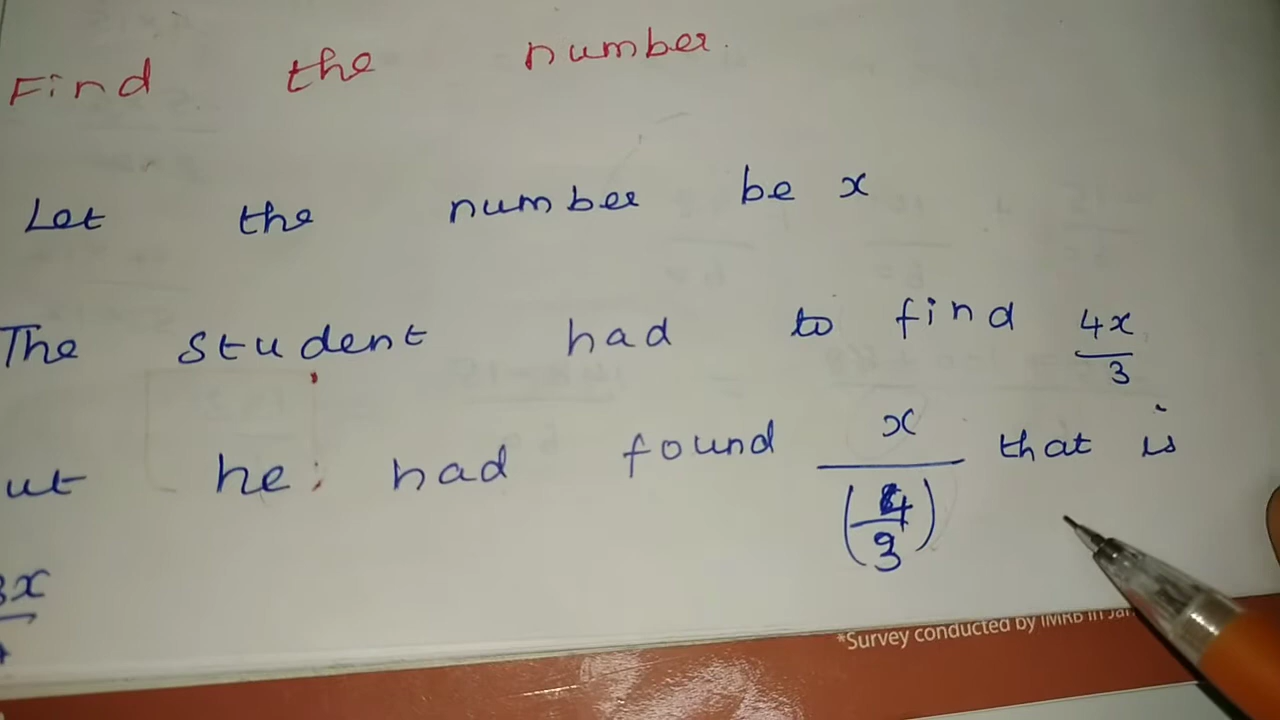 Find the number.
Let the number be x
The student had to find 4x/3
ut he had found x/(4/3) that is
3x
*Survey conducted by IMRB in Jan